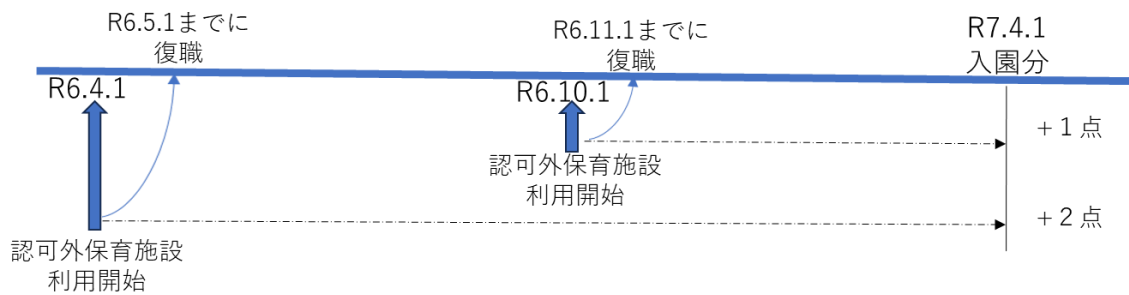 R6.5.1までに
復職
R6.11.1までに
復職
R7.4.1
入園分
R6.4.1
R6.10.1
+1点
認可外保育施設
利用開始
+2点
認可外保育施設
利用開始